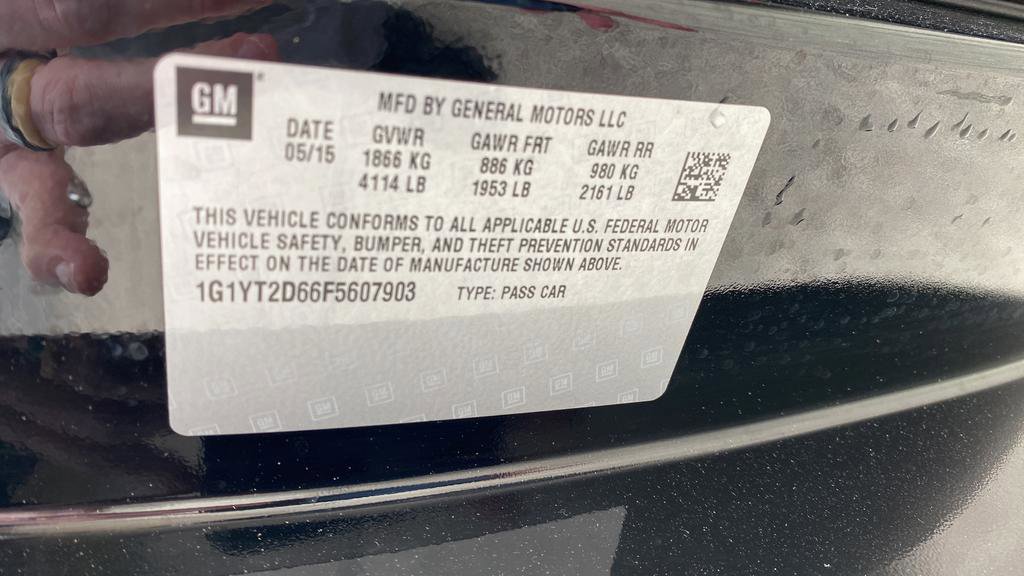 GM
MFD BY GENERAL MOTORS LLC
DATE GVWR GAWR FRT GAWR RR
05/15 1866 KG 886 KG 980 KG
4114 LB 1953 LB 2161 LB
THIS VEHICLE CONFORMS TO ALL APPLICABLE U.S. FEDERAL MOTOR
VEHICLE SAFETY, BUMPER, AND THEFT PREVENTION STANDARDS IN
EFFECT ON THE DATE OF MANUFACTURE SHOWN ABOVE.
1G1YT2D66F5607903 TYPE: PASS CAR